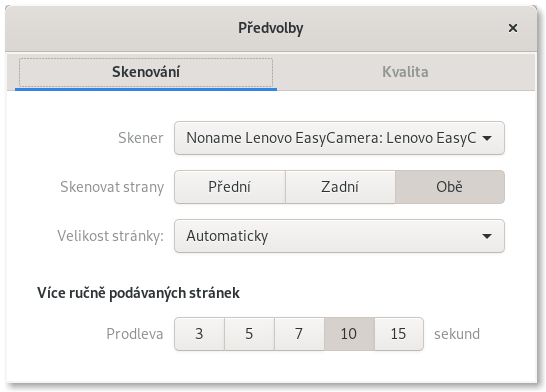 Předvolby
Skenování Kvalita
Skener Noname Lenovo EasyCamera: Lenovo EasyC
Skenovat strany Přední Zadní Obě
Velikost stránky: Automaticky
Více ručně podávaných stránek
Prodleva 3 5 7 10 15 sekund